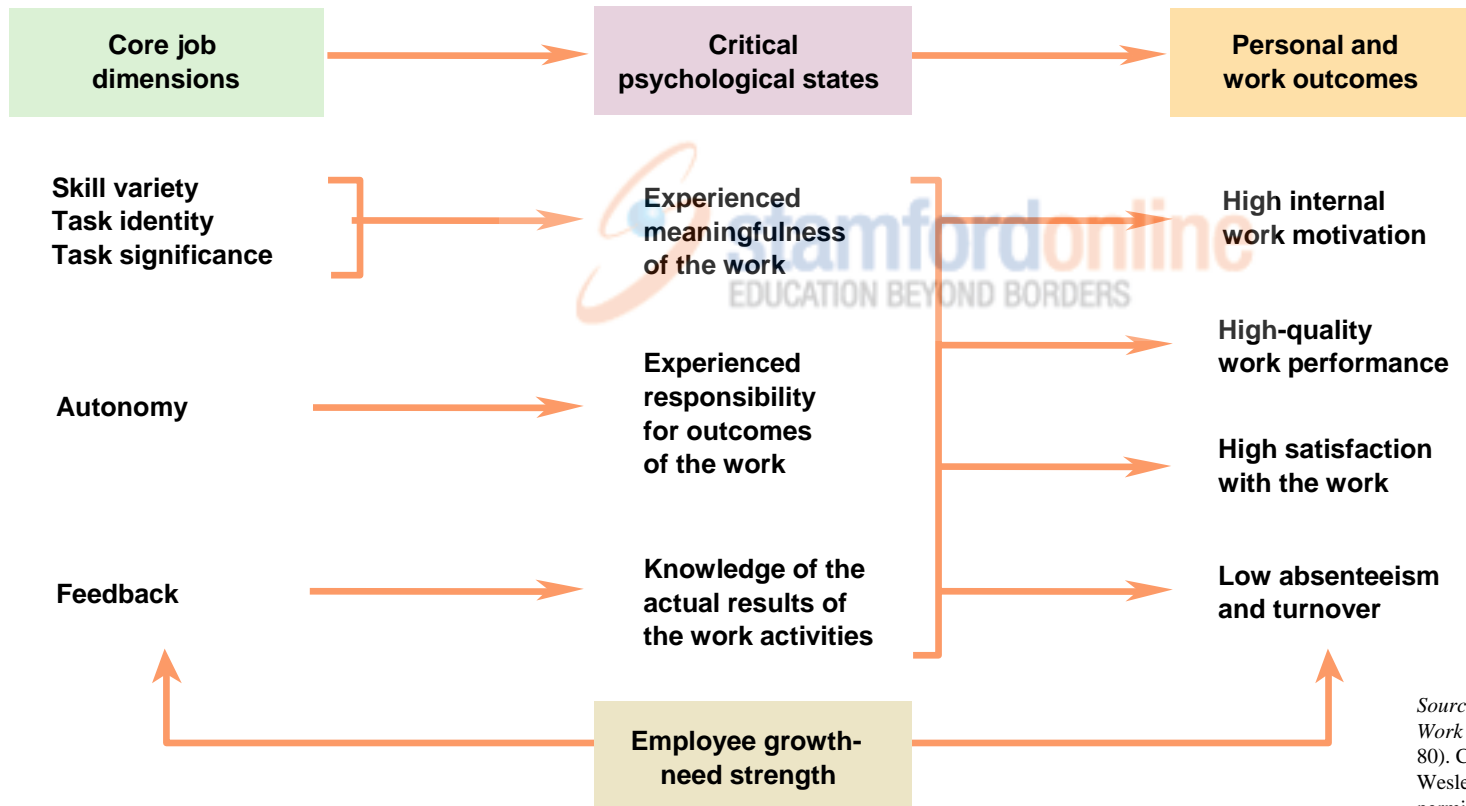 Core job
dimensions
Critical
psychological states
Personal and
work outcomes
Skill variety
Task identity
Task significance
Experienced
meaningfulness
of the work
High internal
work motivation
stamfordonline
EDUCATION BEYOND BORDERS
High-quality
work performance
Autonomy
Experienced
responsibility
for outcomes
of the work
High satisfaction
with the work
Feedback
Knowledge of the
actual results of
the work activities
Low absenteeism
and turnover
Employee growth-
need strength
Sourc
Work
80). C
Wesle